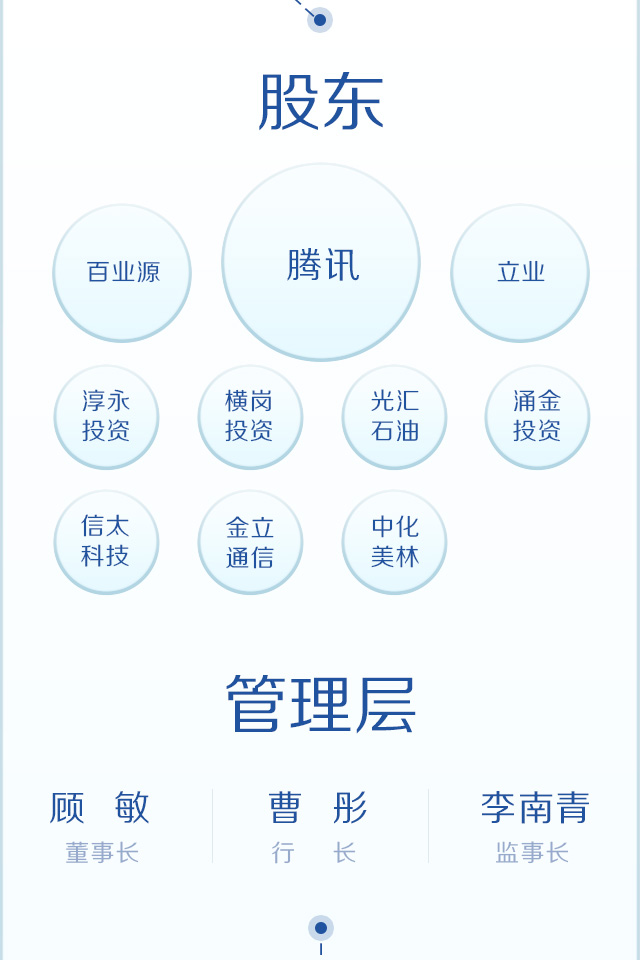 股东
百业源
腾讯
立业
淳永
投资
横岗
投资
光汇
石油
涌金
投资
信太
科技
金立
通信
中化
美林
管理层
顾 敏
董事长
曹 彤
行 长
李南青
监事长